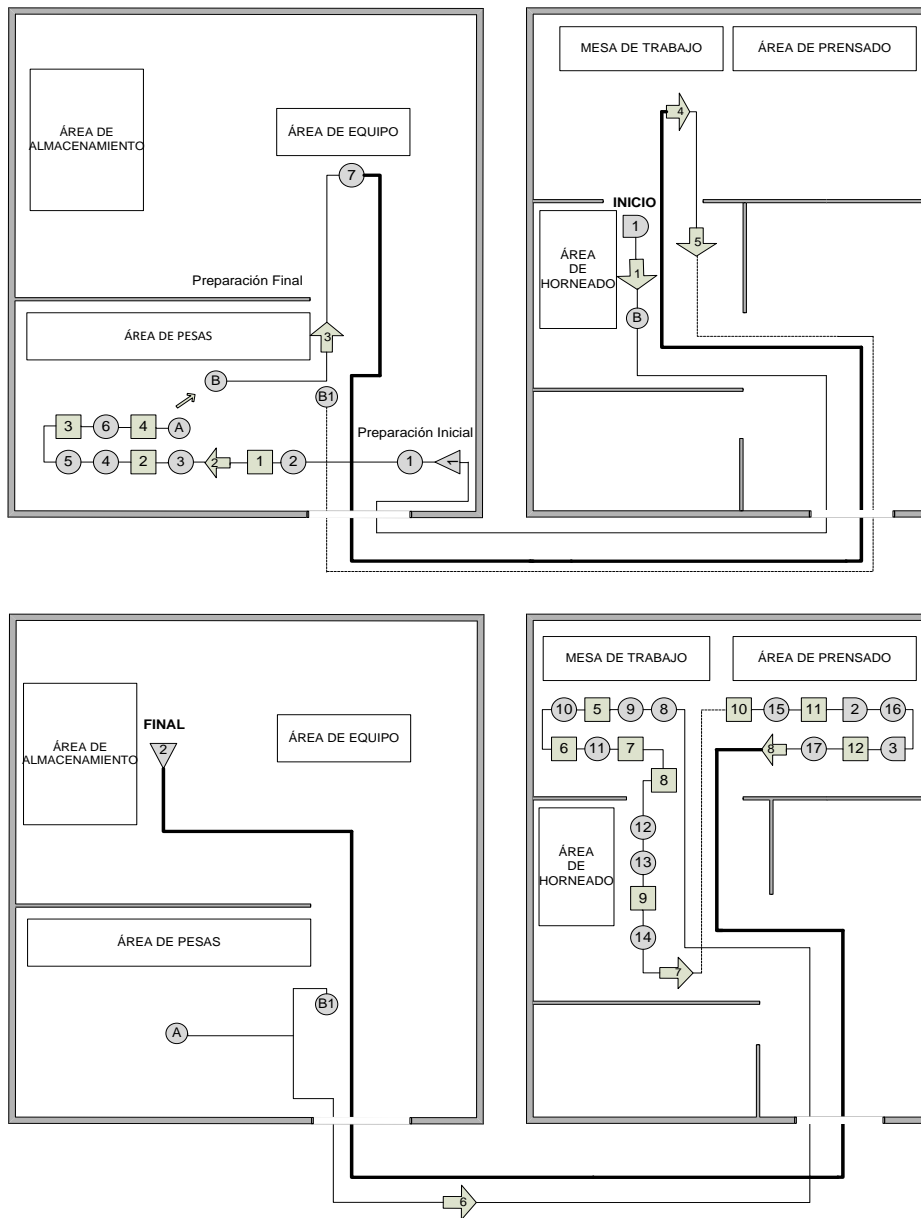 ÁREA DE
ALMACENAMIENTO
ÁREA DE EQUIPO
7
Preparación Final
ÁREA DE PESAS
3
B
B1
3
6
4
A
Preparación Inicial
5
4
2
3
2
1
2
1
1
MESA DE TRABAJO
ÁREA DE PRENSADO
4
INICIO
1
5
ÁREA
DE
HORNEADO
1
B
ÁREA DE
ALMACENAMIENTO
FINAL
2
ÁREA DE EQUIPO
ÁREA DE PESAS
B1
A
6
MESA DE TRABAJO
ÁREA DE PRENSADO
10
5
9
8
10
15
11
2
16
6
11
7
8
17
12
3
8
ÁREA
DE
HORNEADO
12
13
9
14
7